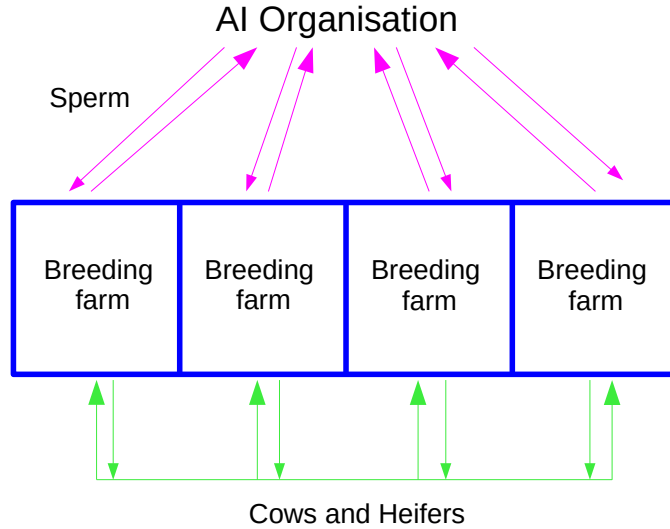 AI Organisation
Sperm
Breeding
farm
Breeding
farm
Breeding
farm
Breeding
farm
Cows and Heifers